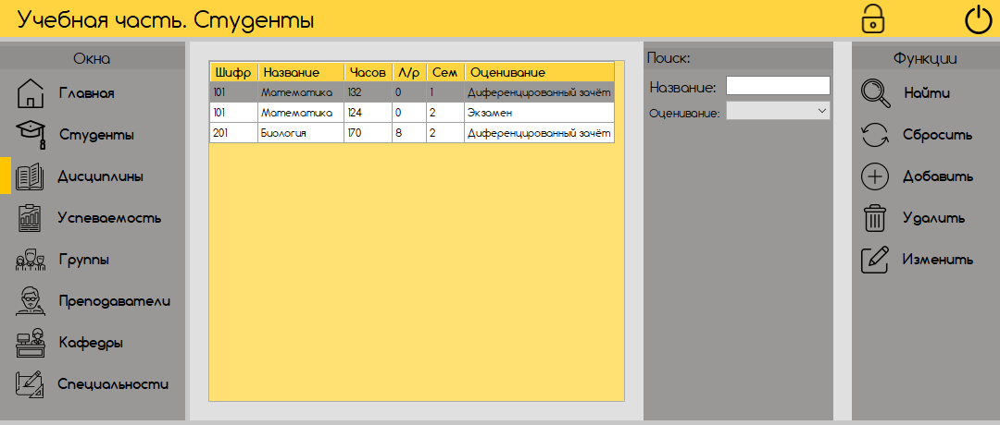 Учебная часть. Студенты
Окна
Главная
Студенты
Дисциплины
Успеваемость
Группы
Преподаватели
Кафедры
Специальности
Шифр Название Часов Л/р Сем Оценивание
101 Математика 132 0 1 Диференцированный зачёт
101 Математика 124 0 2 Экзамен
201 Биология 170 8 2 Диференцированный зачёт
Поиск:
Название:
Оценивание:
Функции
Найти
Сбросить
Добавить
Удалить
Изменить